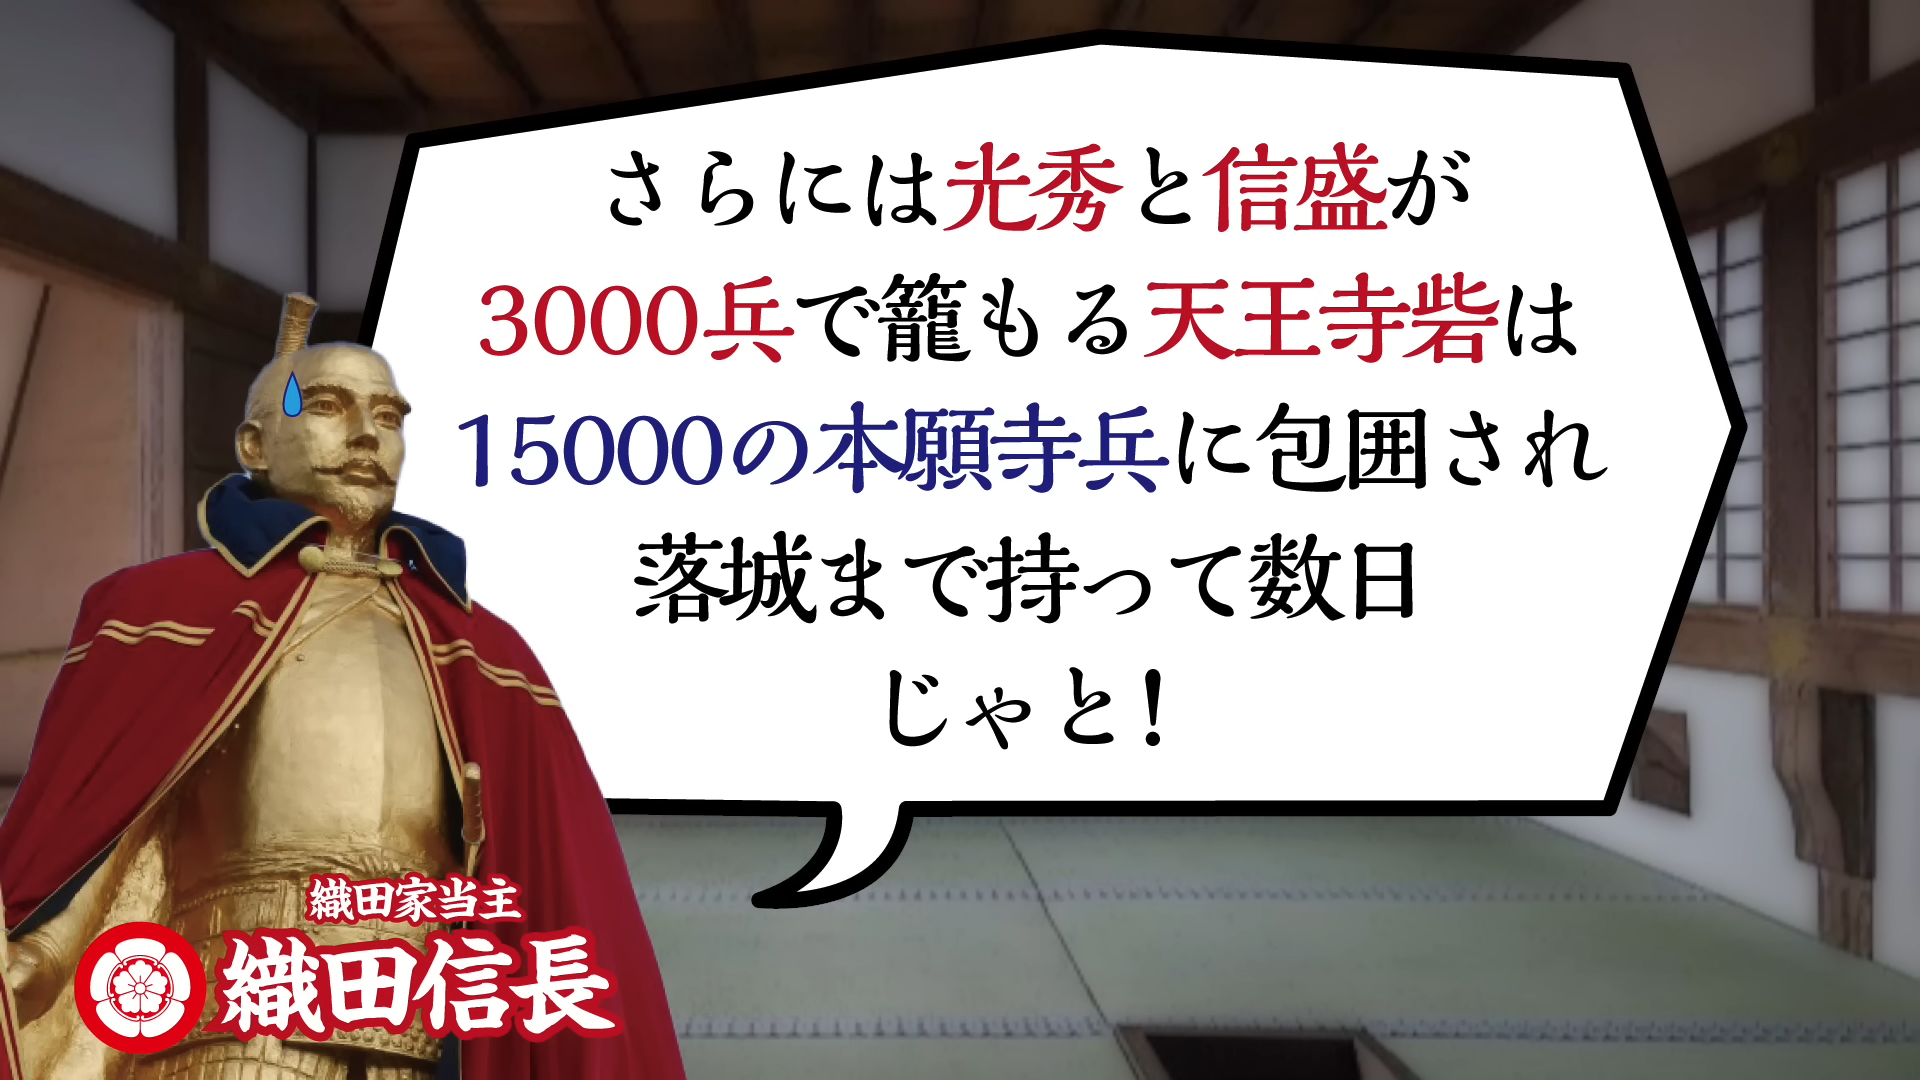 さらには光秀と信盛が
3000兵で籠もる天王寺砦は
15000の本願寺兵に包囲され
落城まで持って数日
じゃと!
織田家当主
織田信長